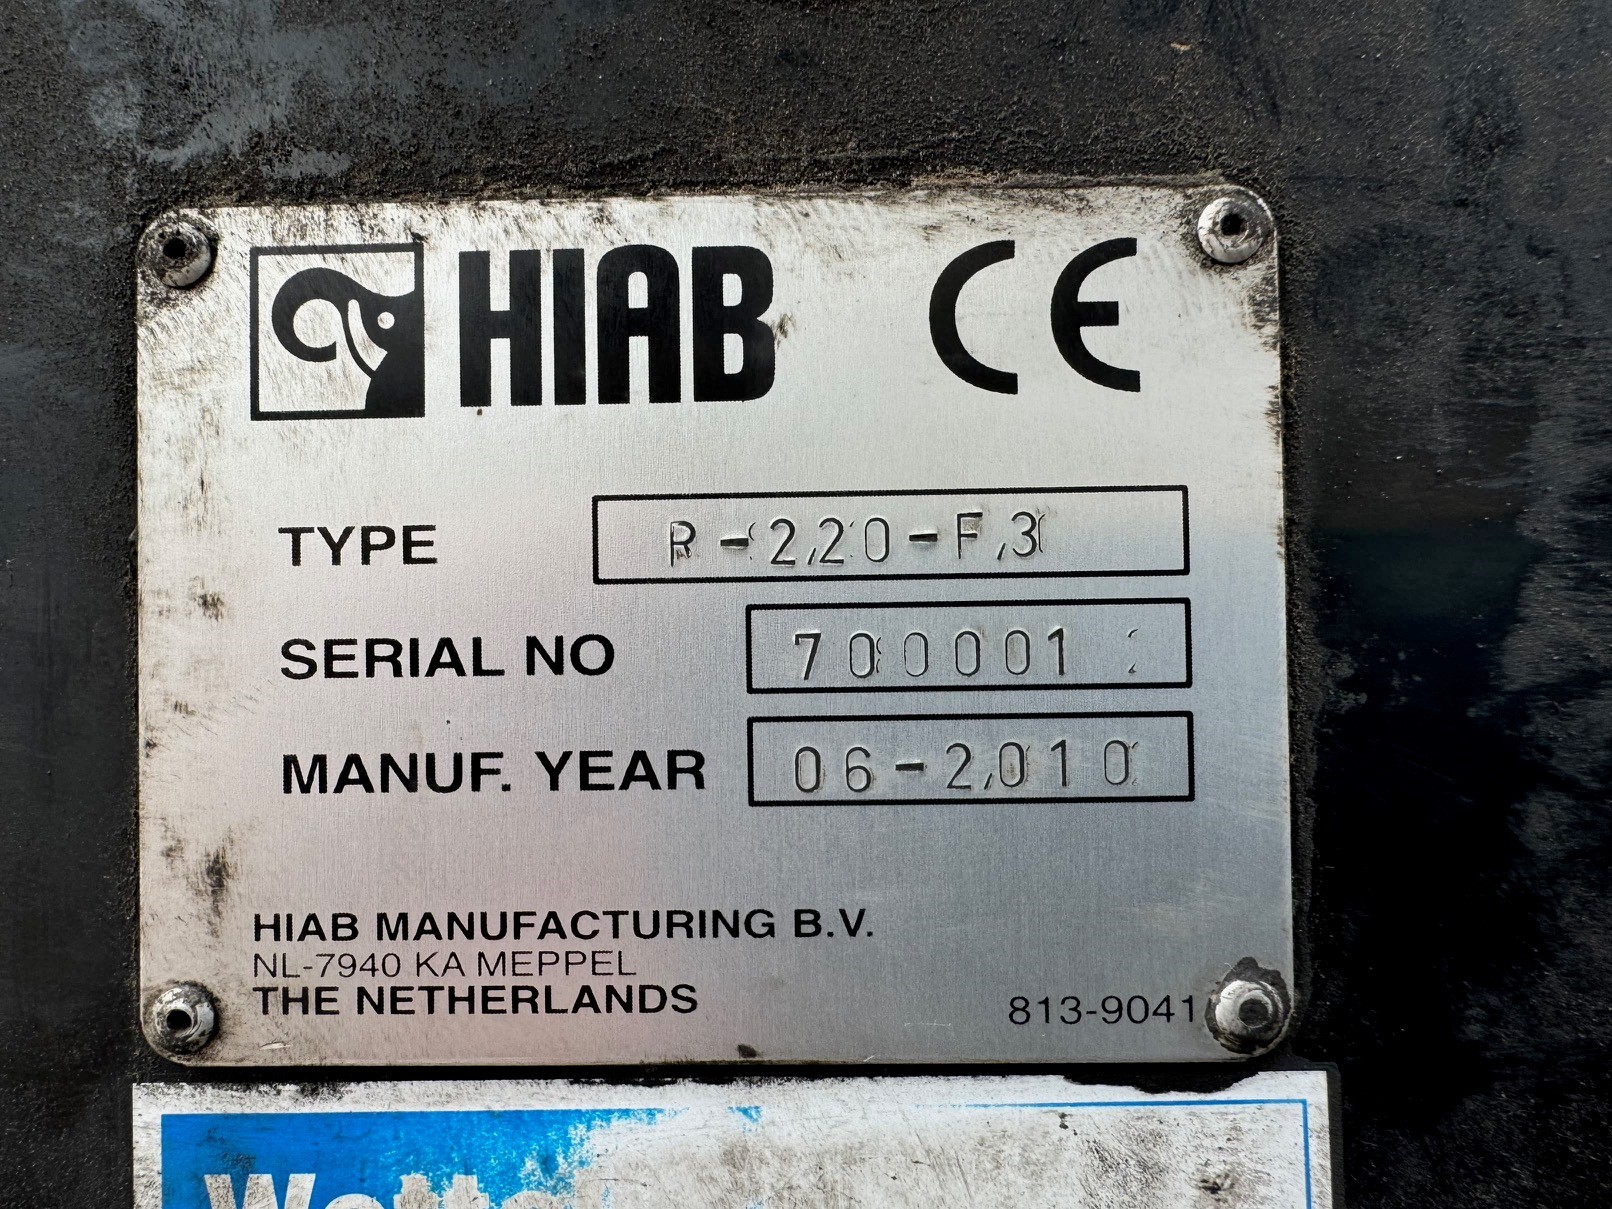 HIAB CE
TYPE R-220-F3
SERIAL NO 700001
MANUF. YEAR 06-2010
HIAB MANUFACTURING B.V.
NL-7940 KA MEPPEL
THE NETHERLANDS
813-9041